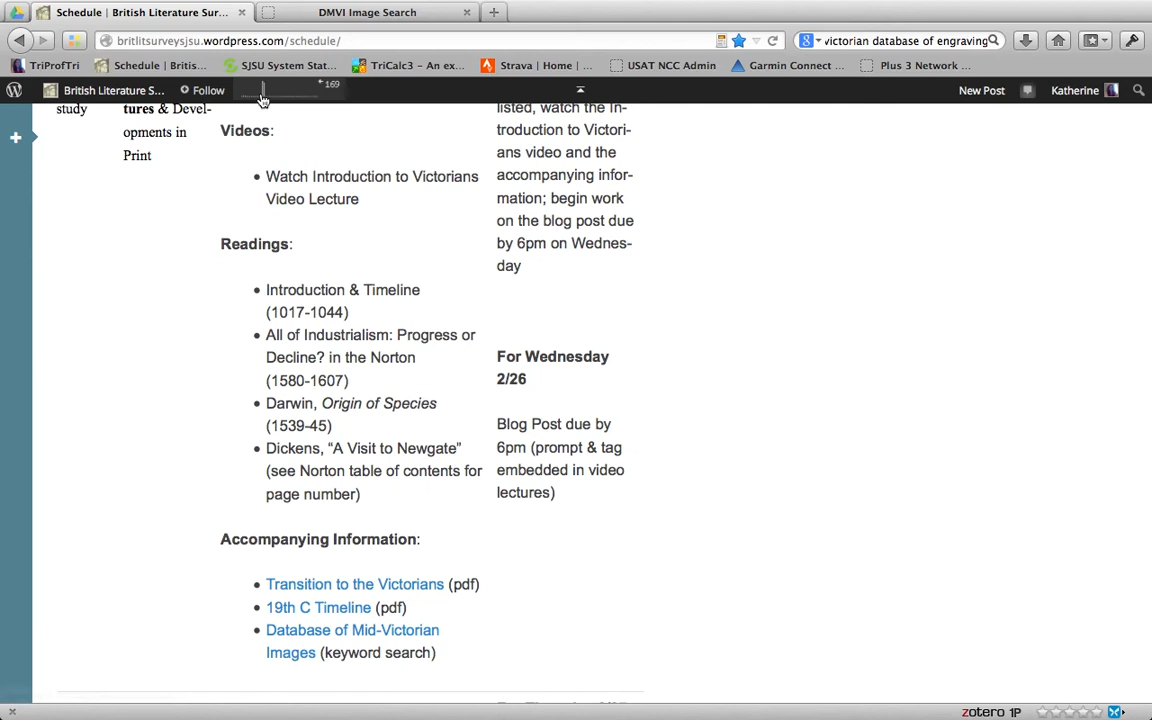 Schedule | British Literature Sur...
DMVI Image Search
britlitsurveysjsu.wordpress.com/schedule/
victorian database of engraving
TriProfTri
Schedule | Britis...
SJSU System Stat...
TriCalc3 – An ex...
Strava | Home | ...
USAT NCC Admin
Garmin Connect ...
Plus 3 Network ...
British Literature S...
Follow
169
New Post
Katherine
study
tures & Devel-
opments in
Print
Videos:
Watch Introduction to Victorians
Video Lecture
Readings:
Introduction & Timeline
(1017-1044)
All of Industrialism: Progress or
Decline? in the Norton
(1580-1607)
Darwin, Origin of Species
(1539-45)
Dickens, “A Visit to Newgate”
(see Norton table of contents for
page number)
Accompanying Information:
Transition to the Victorians (pdf)
19th C Timeline (pdf)
Database of Mid-Victorian
Images (keyword search)
listed, watch the In-
troduction to Victori-
ans video and the
accompanying infor-
mation; begin work
on the blog post due
by 6pm on Wednes-
day
For Wednesday
2/26
Blog Post due by
6pm (prompt & tag
embedded in video
lectures)
zotero 1P